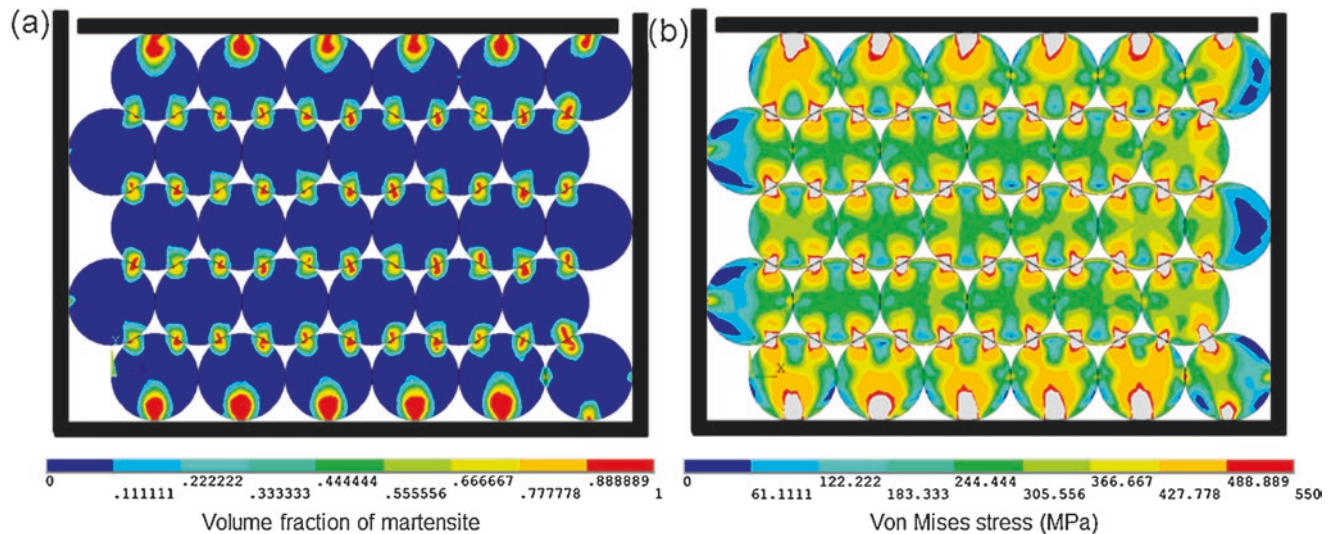 (a)
(b)
Y
X
X
0 .222222 .444444 .666667 .888889
.111111 .333333 .555556 .777778 1
Volume fraction of martensite
0 122.222 244.444 366.667 488.889
61.1111 183.333 305.556 427.778 550
Von Mises stress (MPa)